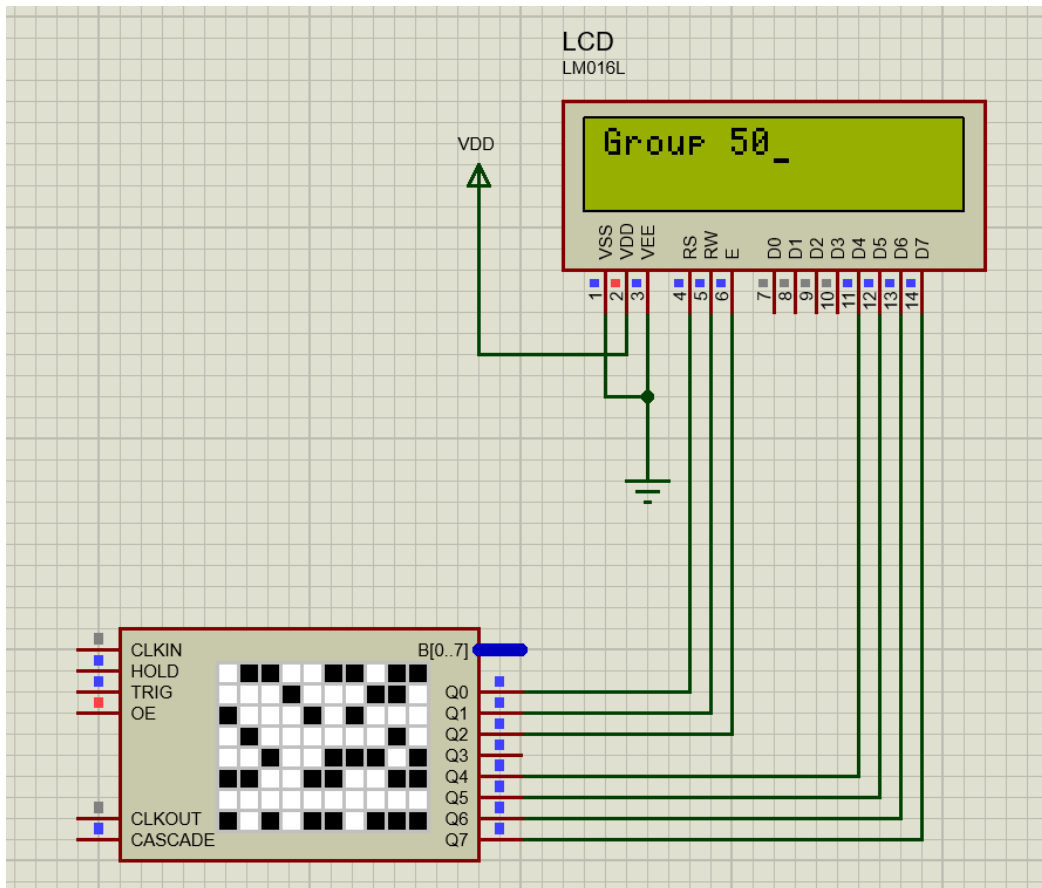 LCD
LM016L
VDD
Group 50_
VSS
VDD
VEE
RS
RW
E
D0
D1
D2
D3
D4
D5
D6
D7
1
2
3
4
5
6
7
8
9
10
11
12
13
14
CLKIN
HOLD
TRIG
OE
CLKOUT
CASCADE
B[0..7]
Q0
Q1
Q2
Q3
Q4
Q5
Q6
Q7